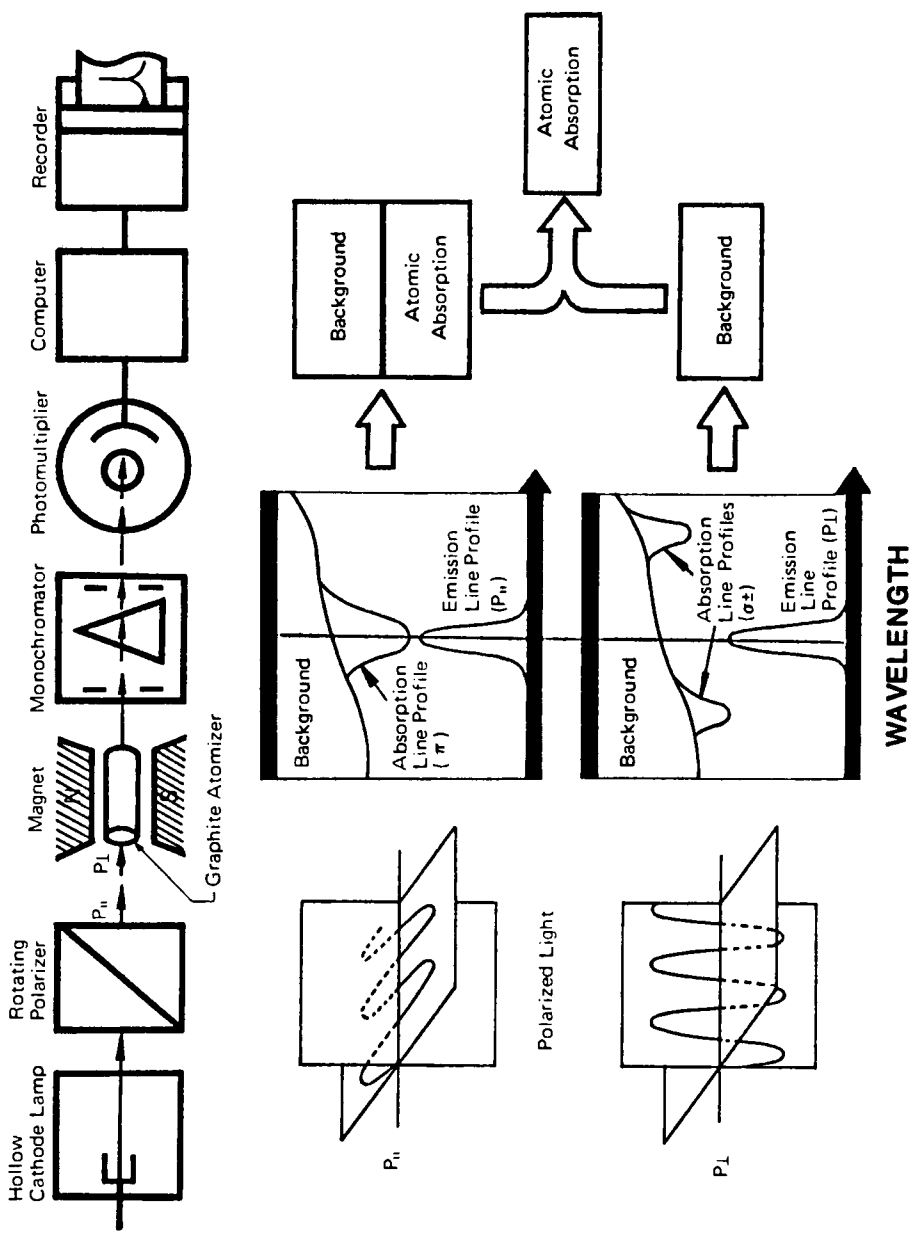 Hollow
Cathode Lamp
Rotating
Polarizer
P||
P⊥
Magnet
N
S
Graphite Atomizer
Monochromator
Photomultiplier
Computer
Recorder
P||
Polarized Light
P⊥
Background
Absorption
Line Profile
(π)
Emission
Line Profile
(P||)
Background
Atomic
Absorption
Background
Absorption
Line Profiles
(σ±)
Emission
Line
Profile (P⊥)
Background
Atomic
Absorption
WAVELENGTH